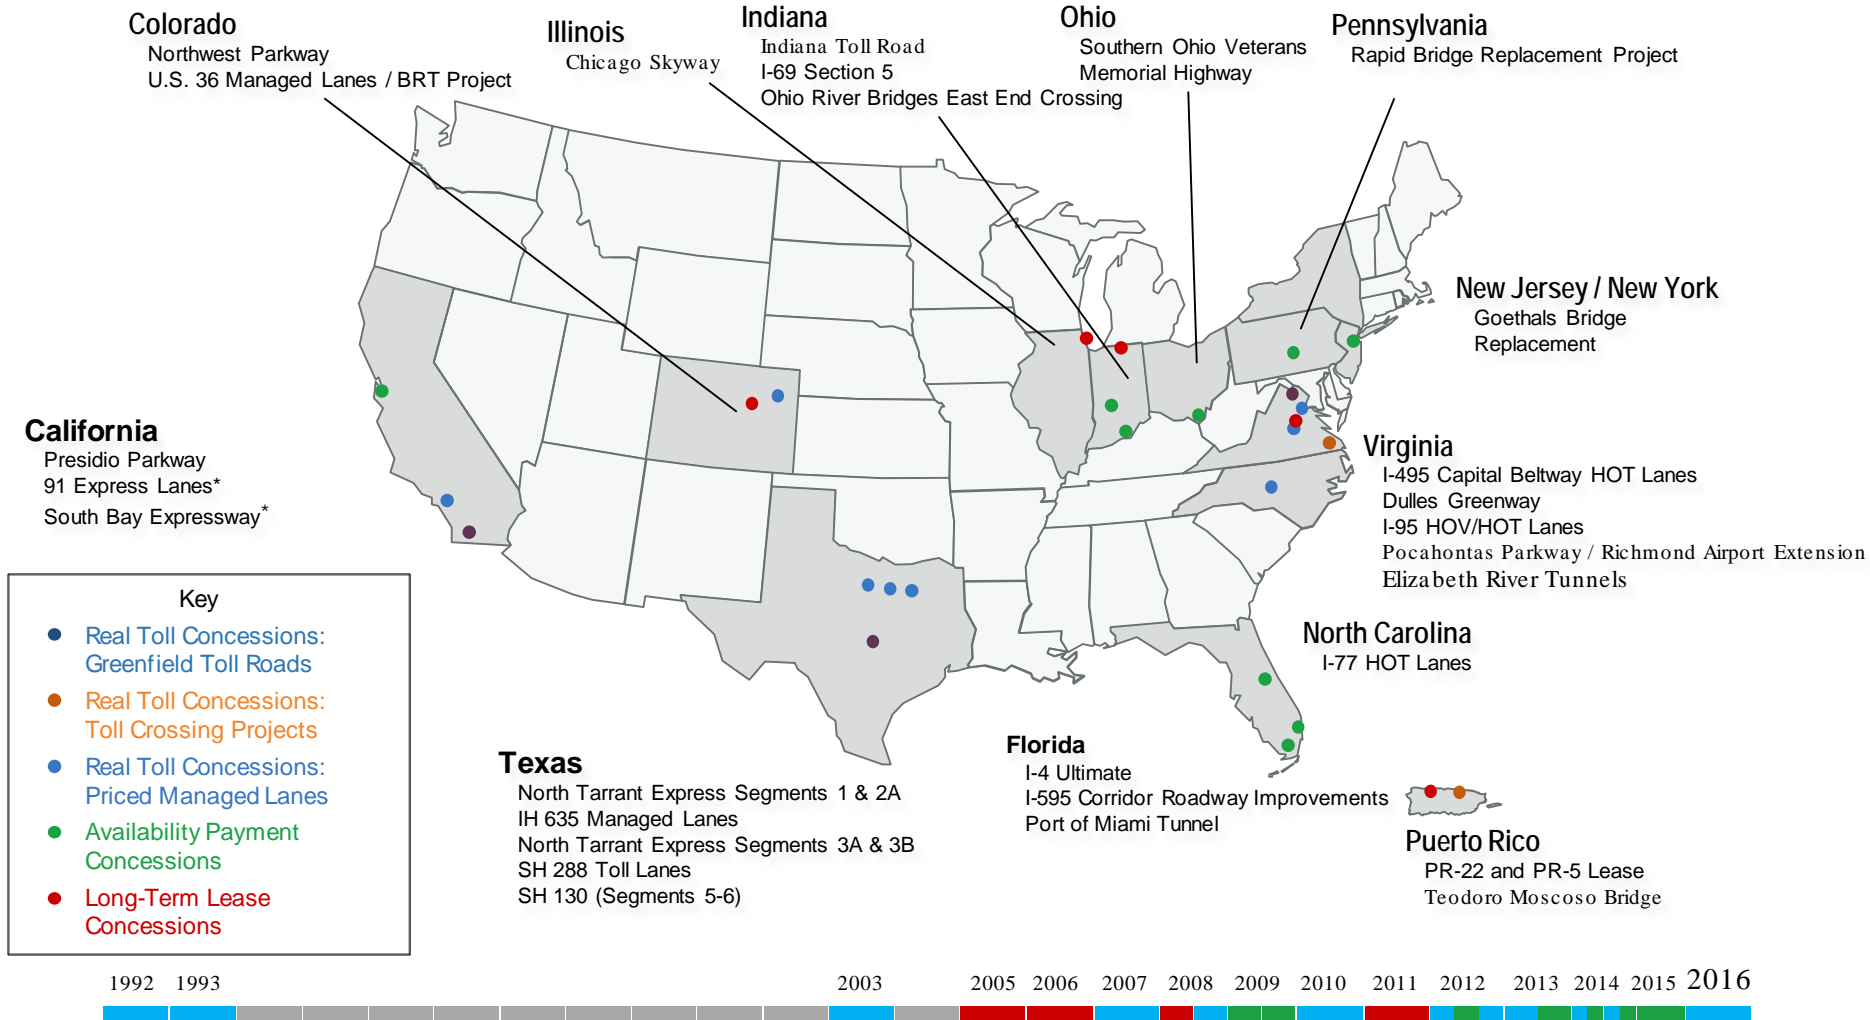 Colorado
Northwest Parkway
U.S. 36 Managed Lanes / BRT Project
Illinois
Chicago Skyway
Indiana
Indiana Toll Road
I-69 Section 5
Ohio River Bridges East End Crossing
Ohio
Southern Ohio Veterans
Memorial Highway
Pennsylvania
Rapid Bridge Replacement Project
New Jersey / New York
Goethals Bridge
Replacement
California
Presidio Parkway
91 Express Lanes*
South Bay Expressway*
Virginia
I-495 Capital Beltway HOT Lanes
Dulles Greenway
I-95 HOV/HOT Lanes
Pocahontas Parkway / Richmond Airport Extension
Elizabeth River Tunnels
North Carolina
I-77 HOT Lanes
Key
Real Toll Concessions:
Greenfield Toll Roads
Real Toll Concessions:
Toll Crossing Projects
Real Toll Concessions:
Priced Managed Lanes
Availability Payment
Concessions
Long-Term Lease
Concessions
Texas
North Tarrant Express Segments 1 & 2A
IH 635 Managed Lanes
North Tarrant Express Segments 3A & 3B
SH 288 Toll Lanes
SH 130 (Segments 5-6)
Florida
I-4 Ultimate
I-595 Corridor Roadway Improvements
Port of Miami Tunnel
Puerto Rico
PR-22 and PR-5 Lease
Teodoro Moscoso Bridge
1992 1993 2003 2005 2006 2007 2008 2009 2010 2011 2012 2013 2014 2015 2016